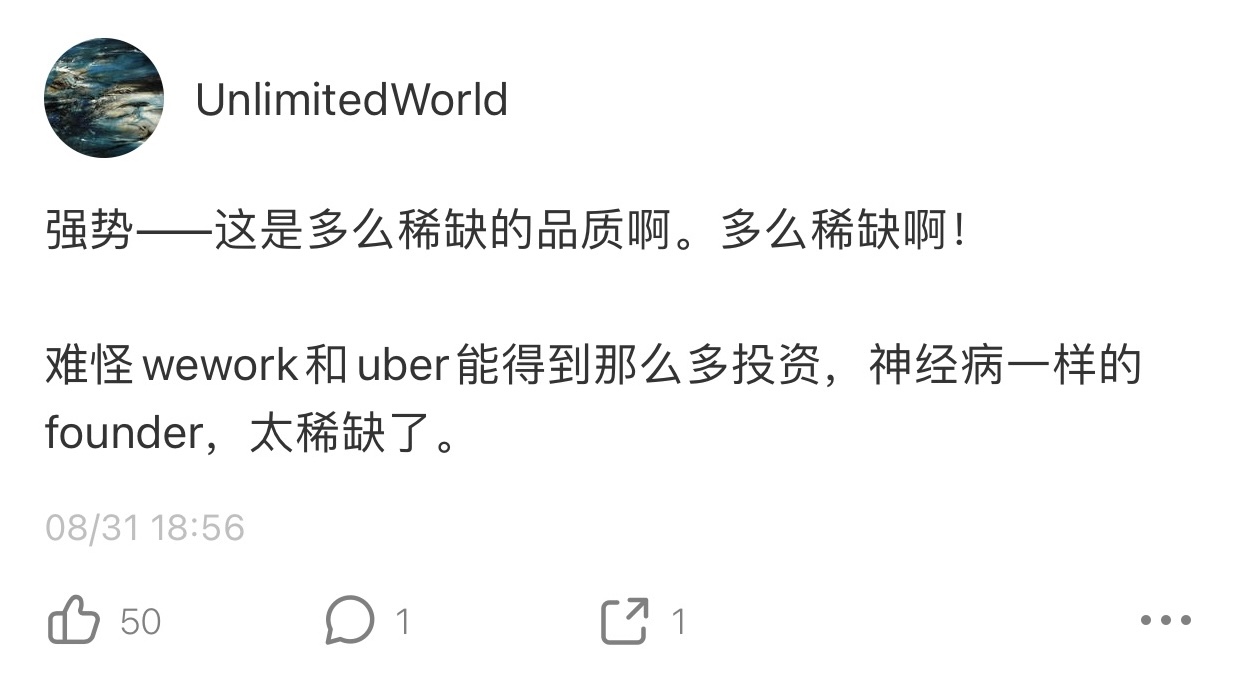 UnlimitedWorld
强势——这是多么稀缺的品质啊。多么稀缺啊！
难怪wework和uber能得到那么多投资，神经病一样的
founder，太稀缺了。
08/31 18:56
50 1 1